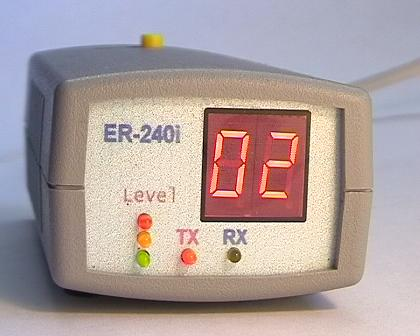 ER-240i
02
Level
TX RX